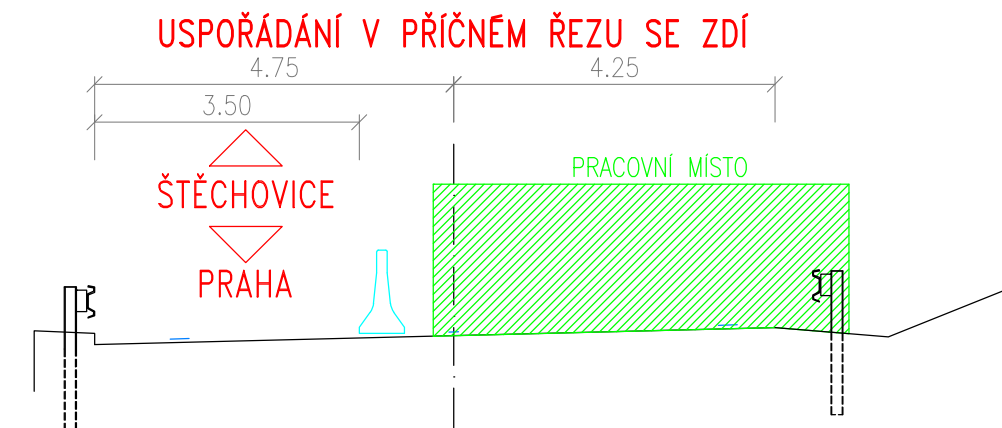 USPOŘÁDÁNÍ V PŘÍČNÉM ŘEZU SE ZDÍ
4.75
4.25
3.50
PRACOVNÍ MÍSTO
ŠTĚCHOVICE
PRAHA